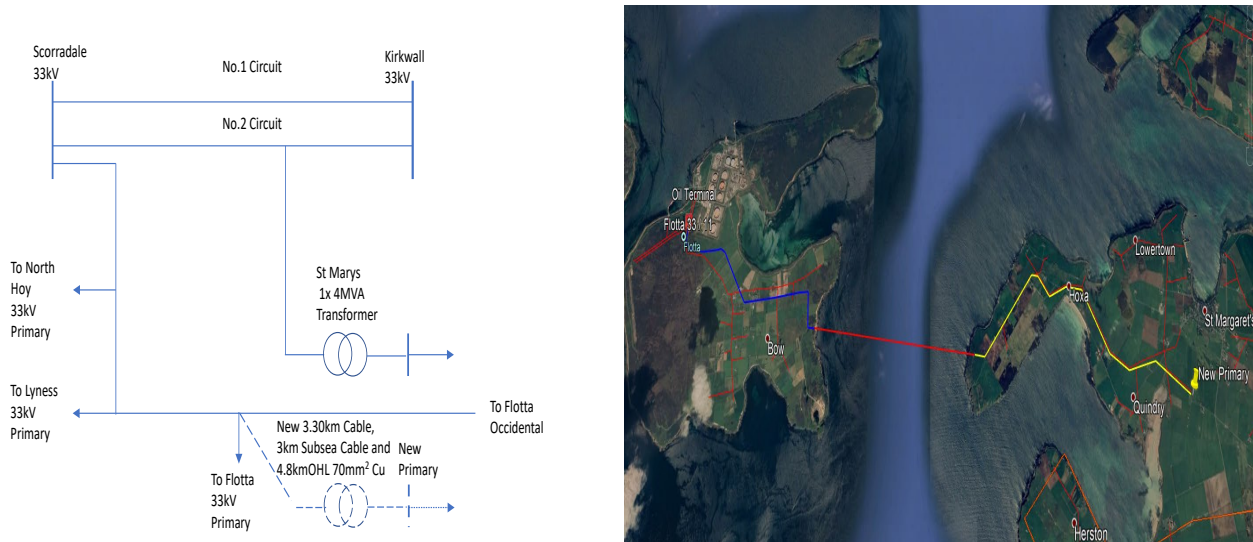 Scorradale
33kV
No.1 Circuit
Kirkwall
33kV
No.2 Circuit
To North
Hoy
33kV
Primary
St Marys
1x 4MVA
Transformer
To Lyness
33kV
Primary
To Flotta
Occidental
New 3.30km Cable,
3km Subsea Cable and
4.8kmOHL 70mm² Cu
New
Primary
To Flotta
33kV
Primary
Oil Terminal
Flotta 33 / 11
Flotta
Bow
Lowertown
Hoxa
St Margaret's
New Primary
Quindry
Herston